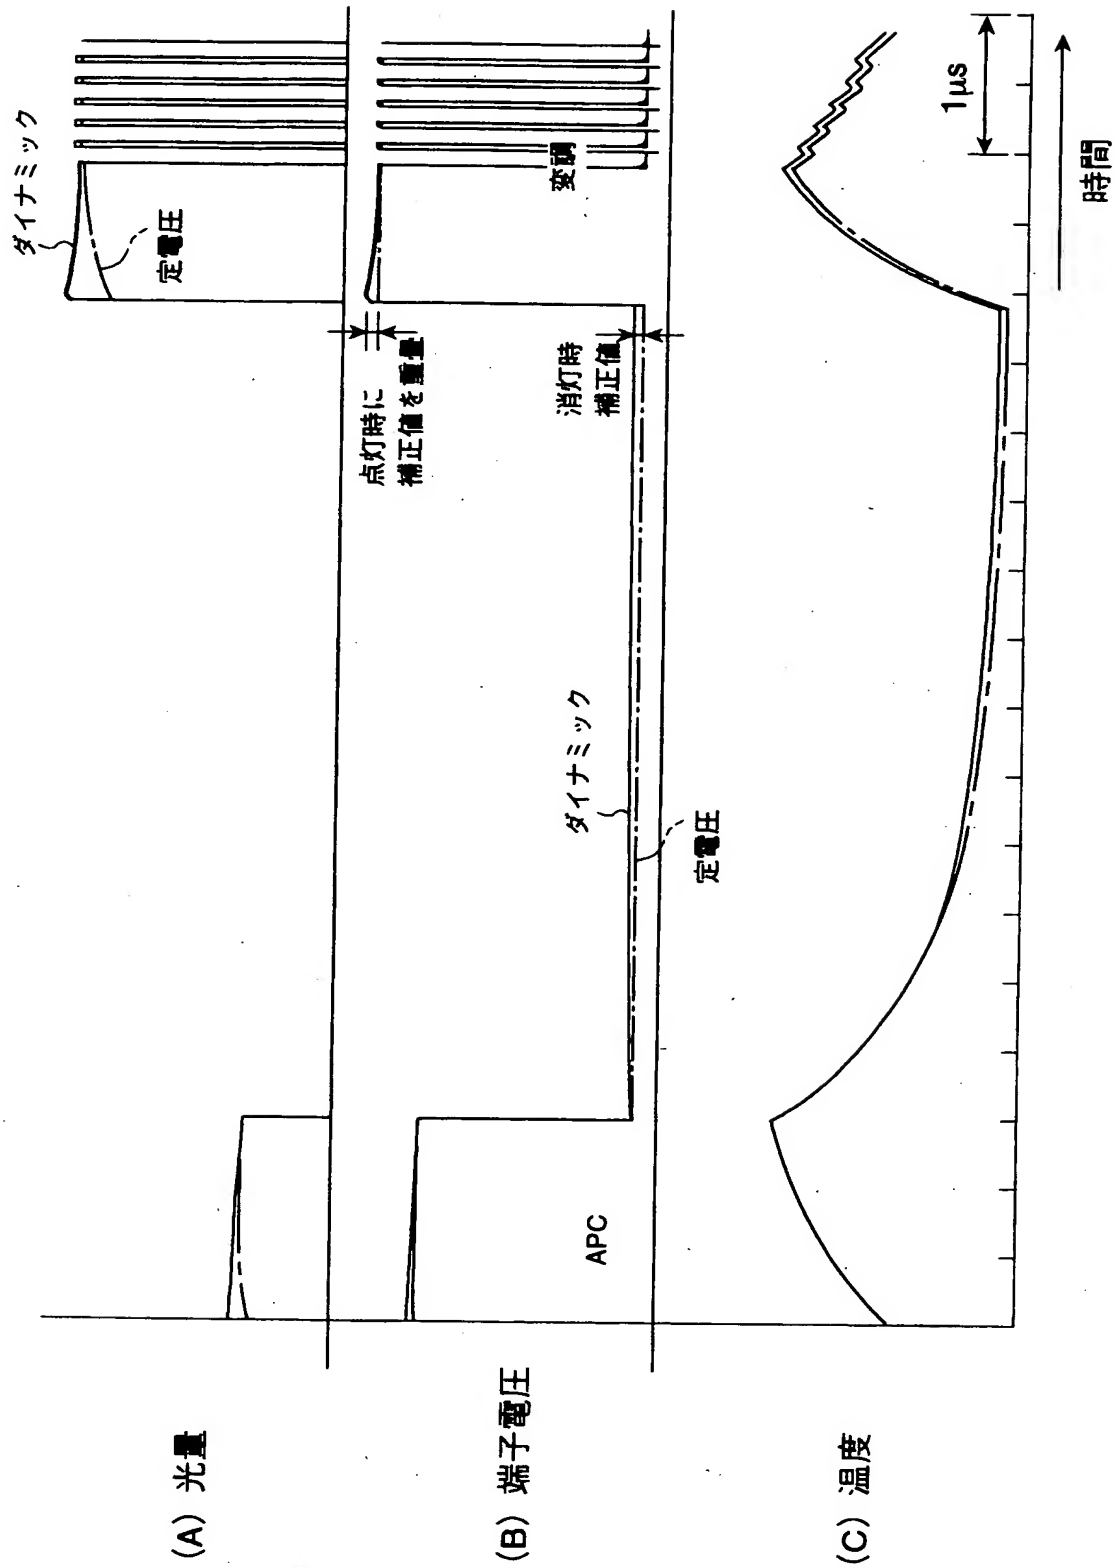 (A) 光量
ダイナミック
定電圧
(B) 端子電圧
APC
点灯時に
補正値を重畳
消灯時
補正値
変調
ダイナミック
定電圧
(C) 温度
1μs
時間